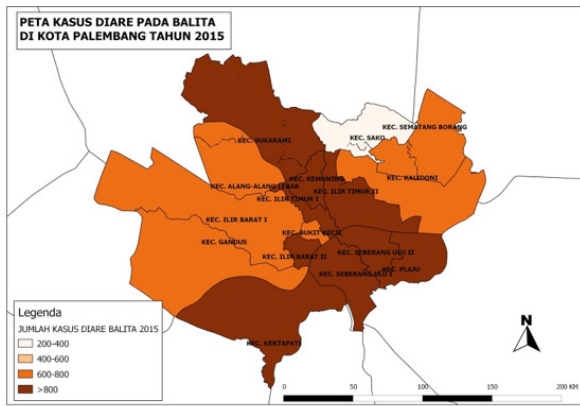 PETA KASUS DIARE PADA BALITA
DI KOTA PALEMBANG TAHUN 2015
KEC. SEMATANG BORANG
KEC. SAKO
KEC. SUKARAMI
KEC. KEMUNING
KEC. KALIDONI
KEC. ALANG-ALANG LEBAR
KEC. ILIR TIMUR II
KEC. ILIR TIMUR I
KEC. ILIR BARAT I
KEC. BUKIT KECIL
KEC. GANDUS
KEC. SEBERANG ULU II
KEC. ILIR BARAT II
KEC. PLAJU
KEC. SEBERANG ULU I
KEC. KERTAPATI
Legenda
JUMLAH KASUS DIARE BALITA 2015
200-400
400-600
600-800
>800
N
0 50 100 150 200 KM